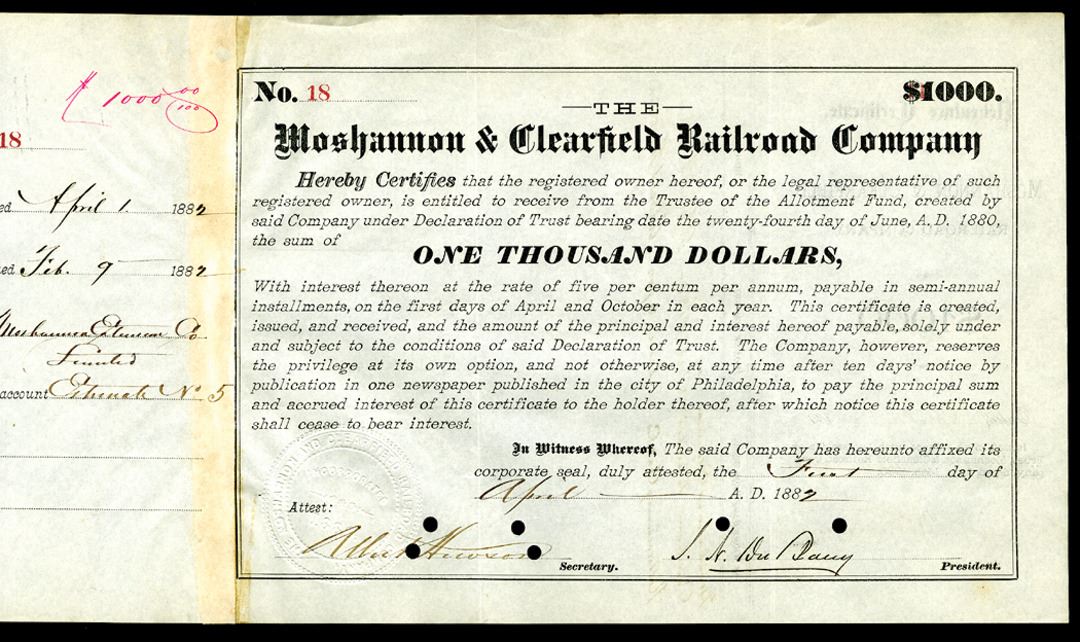 $ 1000 00/100
18
ed April 1. 1882
ed Feb. 9 1882
Moshannon Co
Limited
account Estimate No 5
No. 18
$1000.
THE
Moshannon & Clearfield Railroad Company
Hereby Certifies that the registered owner hereof, or the legal representative of such
registered owner, is entitled to receive from the Trustee of the Allotment Fund, created by
said Company under Declaration of Trust bearing date the twenty-fourth day of June, A.D. 1880,
the sum of
ONE THOUSAND DOLLARS,
With interest thereon at the rate of five per centum per annum, payable in semi-annual
installments, on the first days of April and October in each year. This certificate is created,
issued, and received, and the amount of the principal and interest hereof payable, solely under
and subject to the conditions of said Declaration of Trust. The Company, however, reserves
the privilege at its own option, and not otherwise, at any time after ten days' notice by
publication in one newspaper published in the city of Philadelphia, to pay the principal sum
and accrued interest of this certificate to the holder thereof, after which notice this certificate
shall cease to bear interest.
In Witness Whereof, The said Company has hereunto affixed its
corporate seal, duly attested, the First day of
April A. D. 1882
Attest:
Albert Hewson
Secretary.
President.